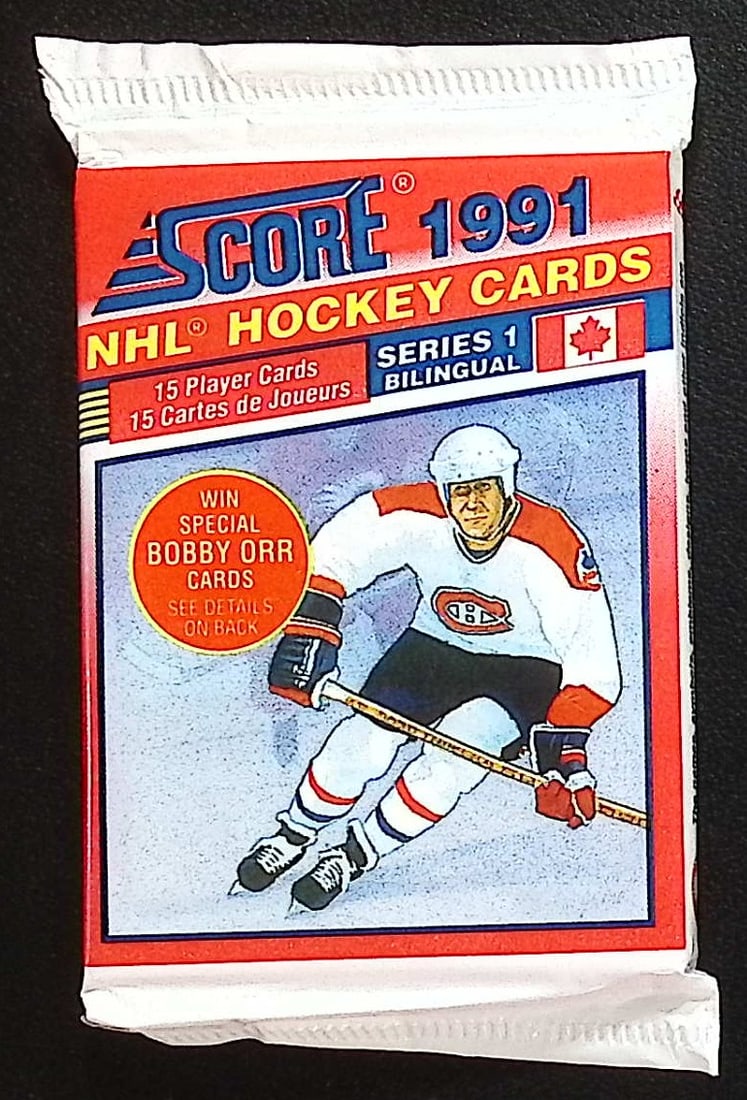 SCORE® 1991
NHL® HOCKEY CARDS
15 Player Cards
15 Cartes de Joueurs
SERIES 1
BILINGUAL
WIN
SPECIAL
BOBBY ORR
CARDS
SEE DETAILS
ON BACK